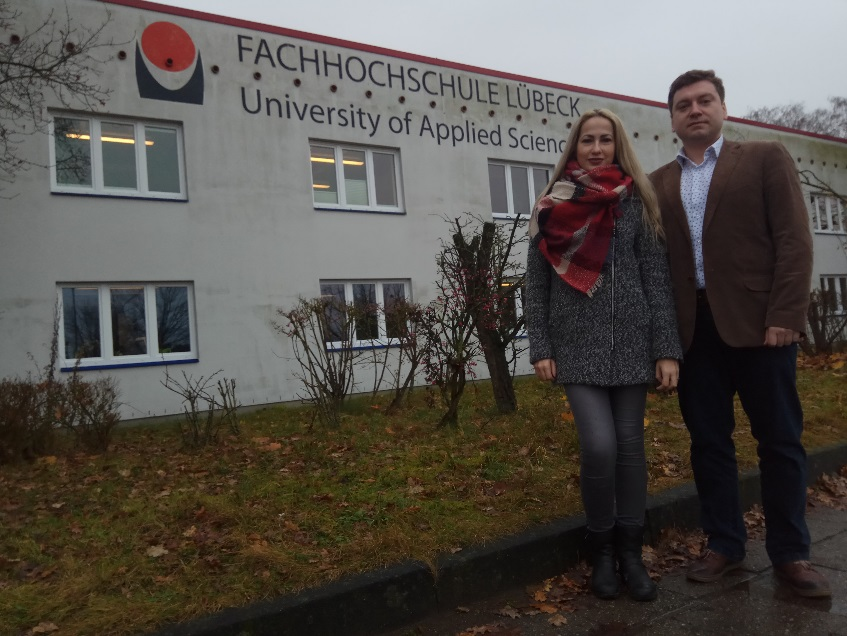 FACHHOCHSCHULE LÜBECK
University of Applied Scienc